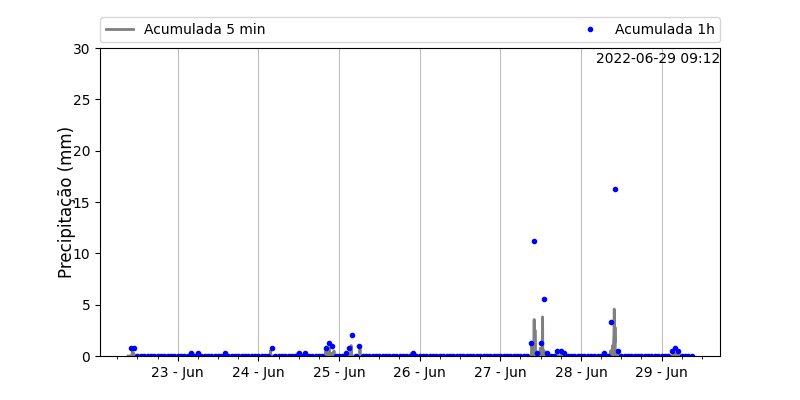 Acumulada 5 min
Acumulada 1h
2022-06-29 09:12
Precipitação (mm)
30
25
20
15
10
5
0
23 - Jun
24 - Jun
25 - Jun
26 - Jun
27 - Jun
28 - Jun
29 - Jun